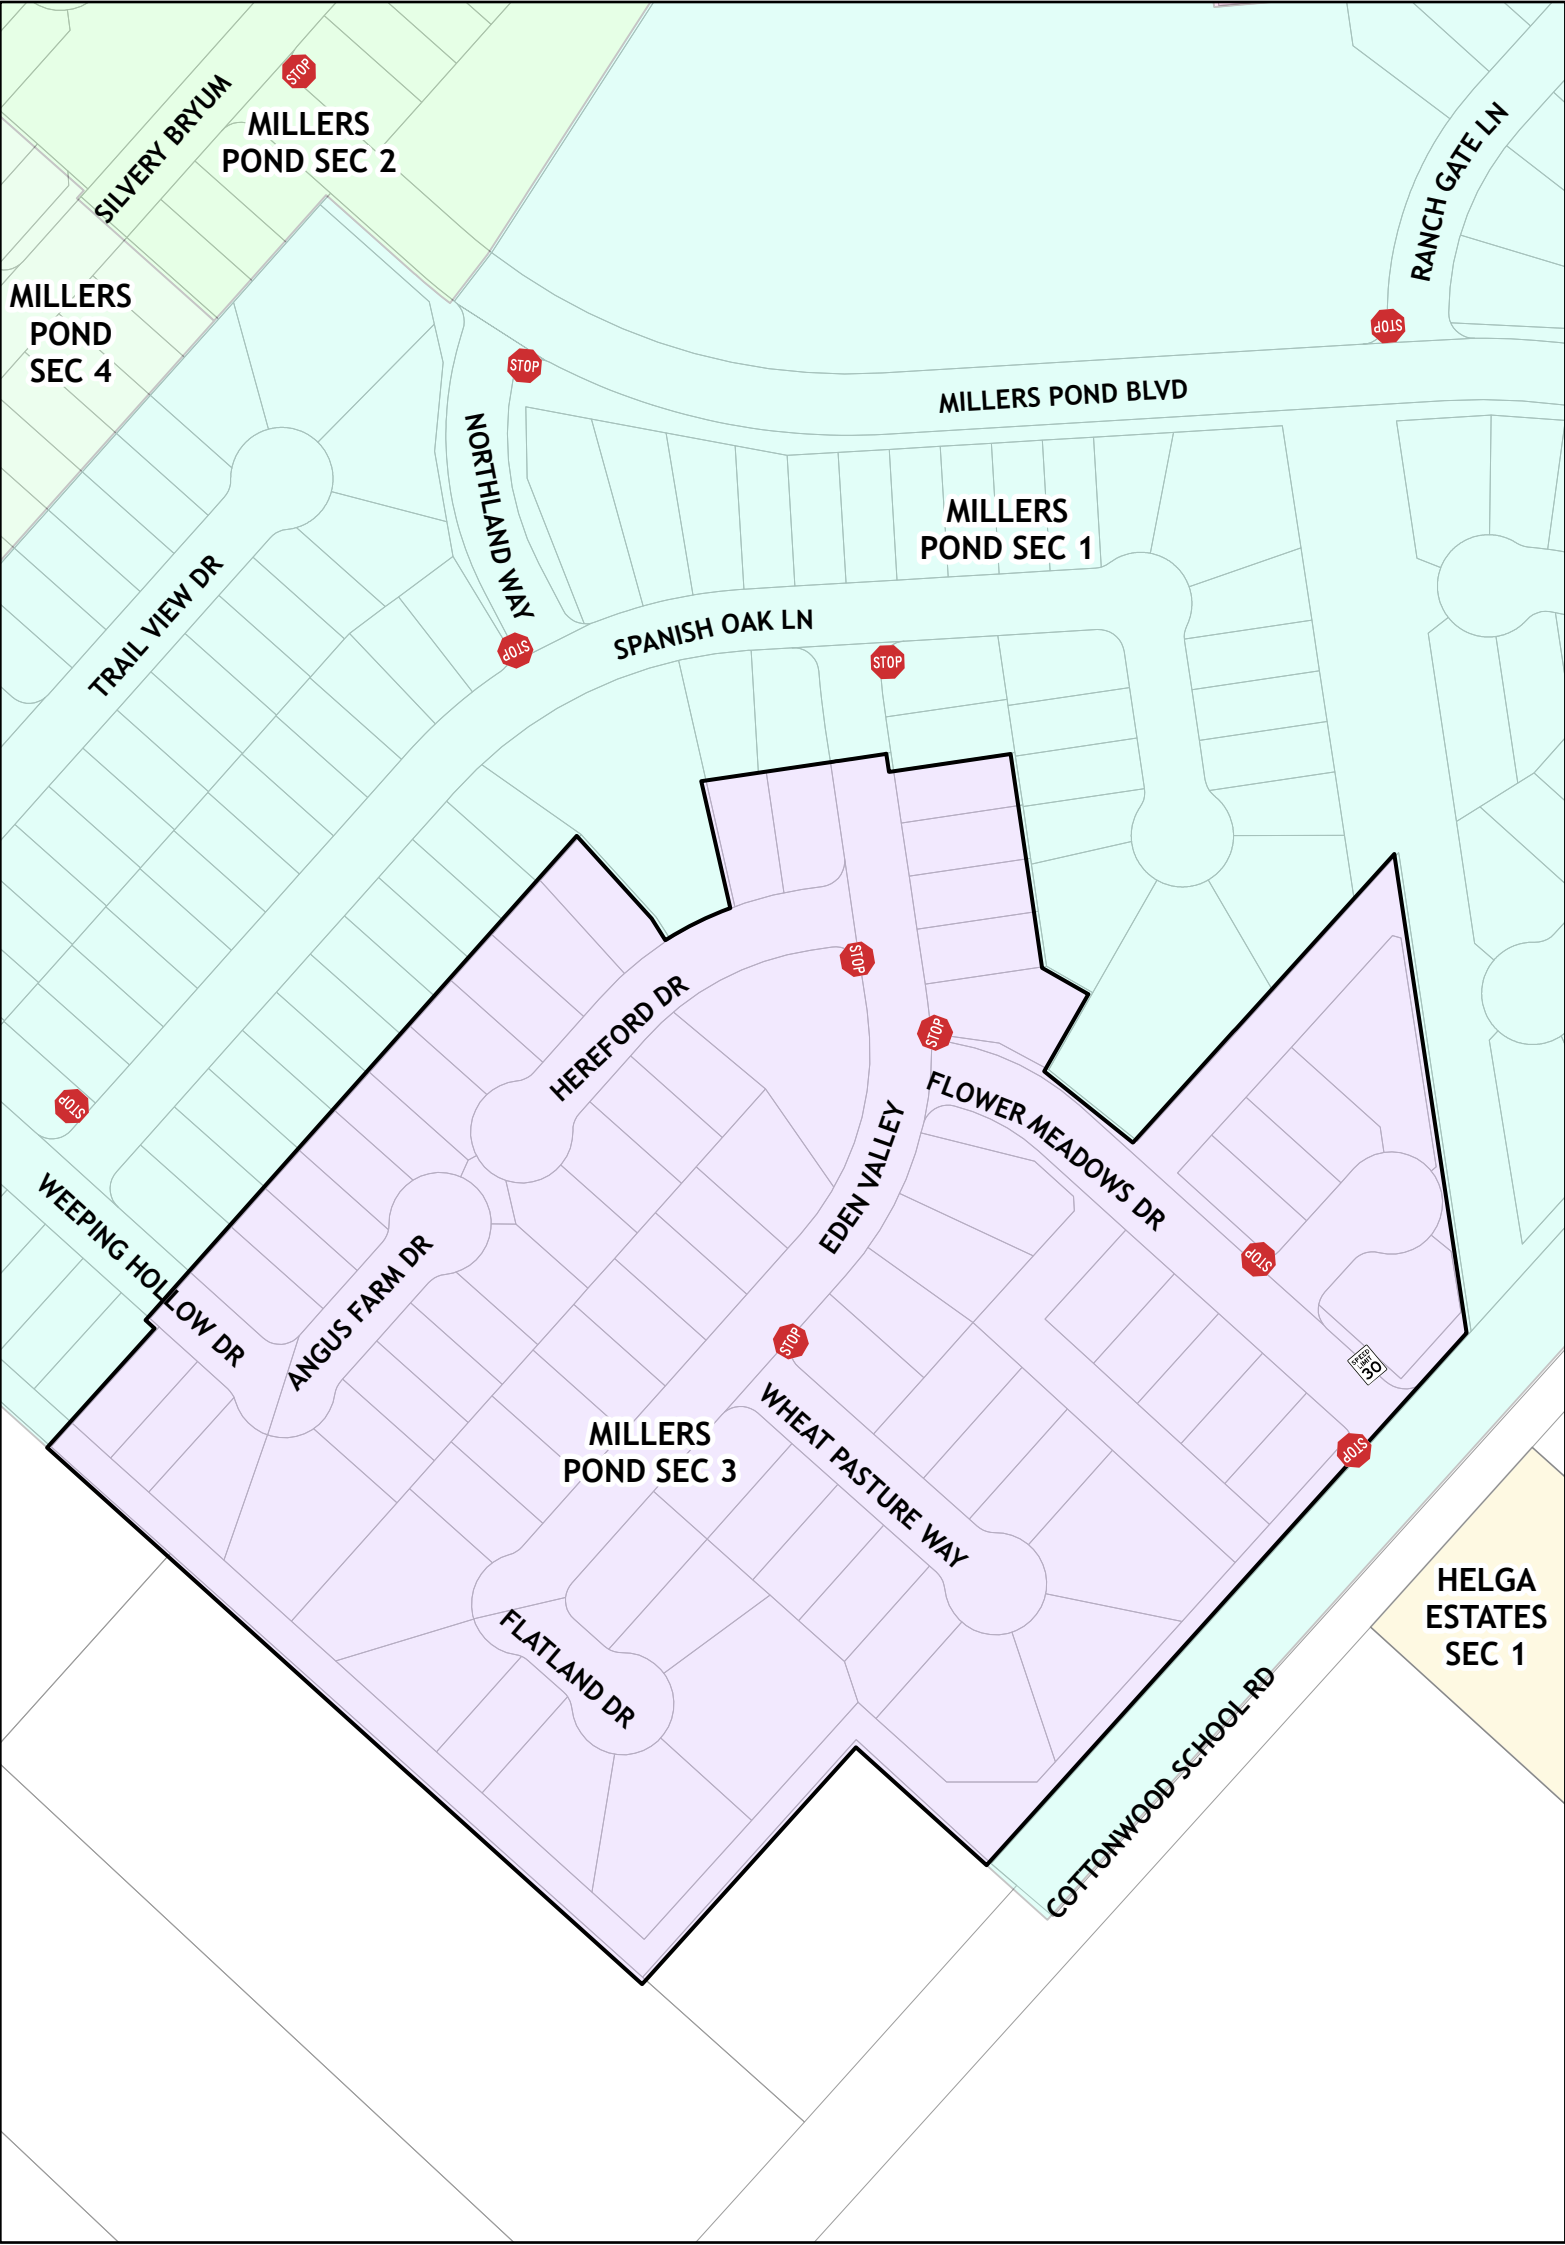 STOP
SILVERY BRYUM
MILLERS
POND SEC 2
RANCH GATE LN
MILLERS
POND
SEC 4
STOP
STOP
MILLERS POND BLVD
NORTHLAND WAY
MILLERS
POND SEC 1
TRAIL VIEW DR
SPANISH OAK LN
STOP
STOP
STOP
HEREFORD DR
STOP
FLOWER MEADOWS DR
STOP
EDEN VALLEY
WEEPING HOLLOW DR
ANGUS FARM DR
STOP
STOP
SPEED
LIMIT
30
WHEAT PASTURE WAY
MILLERS
POND SEC 3
STOP
HELGA
ESTATES
SEC 1
FLATLAND DR
COTTONWOOD SCHOOL RD